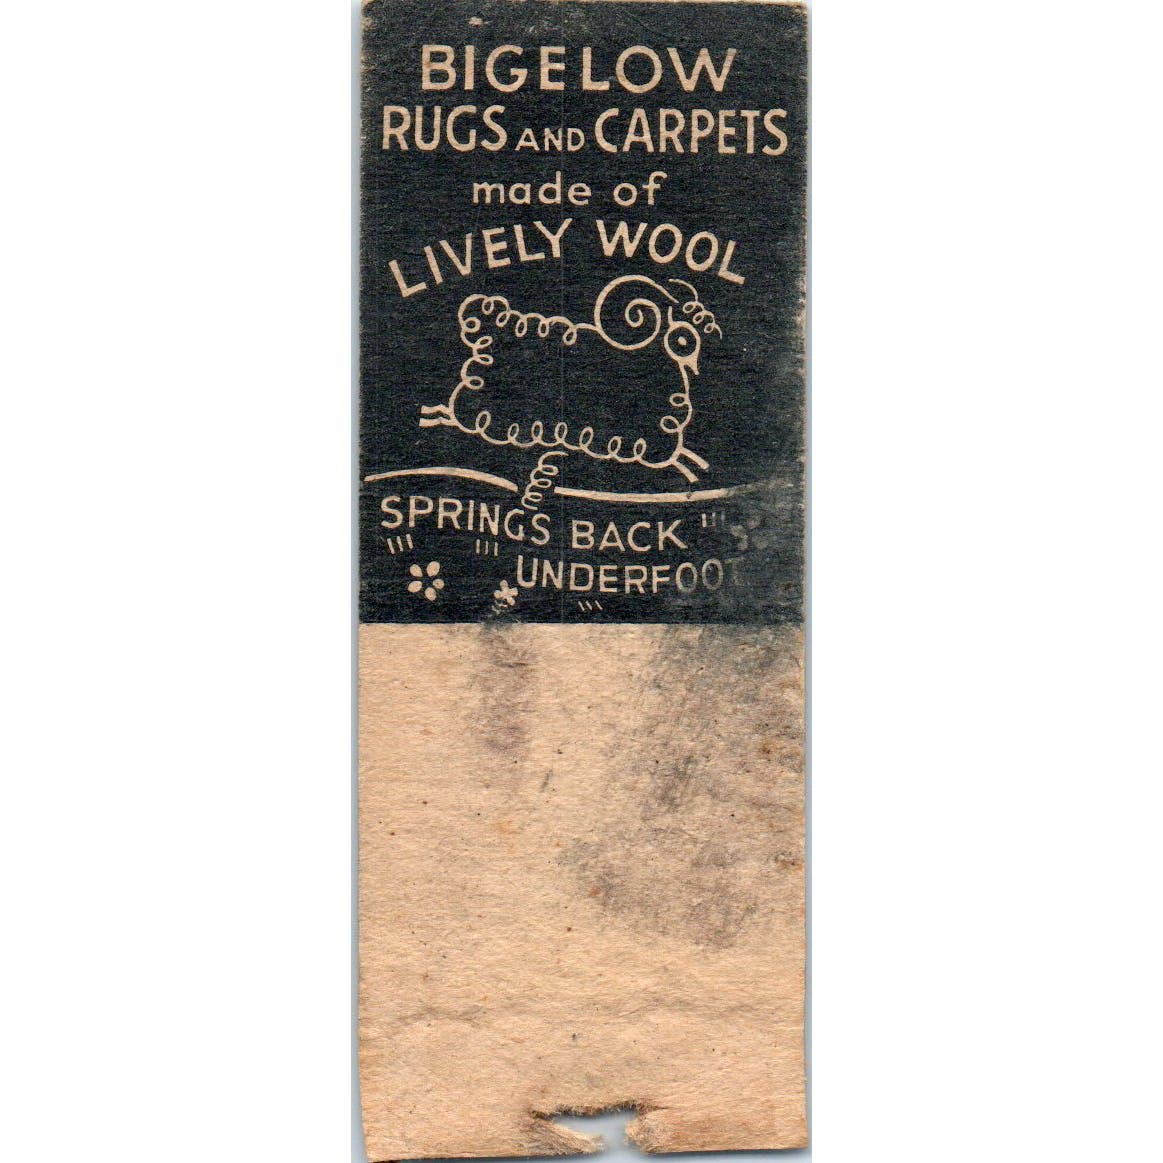 BIGELOW
RUGS AND CARPETS
made of
LIVELY WOOL
SPRINGS BACK
UNDERFOOT